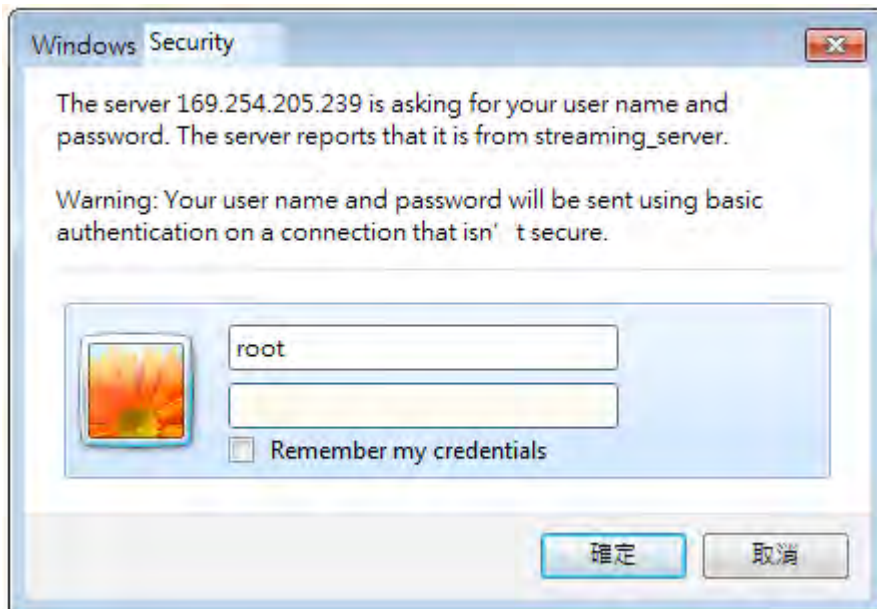 Windows Security
The server 169.254.205.239 is asking for your user name and
password. The server reports that it is from streaming_server.
Warning: Your user name and password will be sent using basic
authentication on a connection that isn' t secure.
root
Remember my credentials
確定 取消